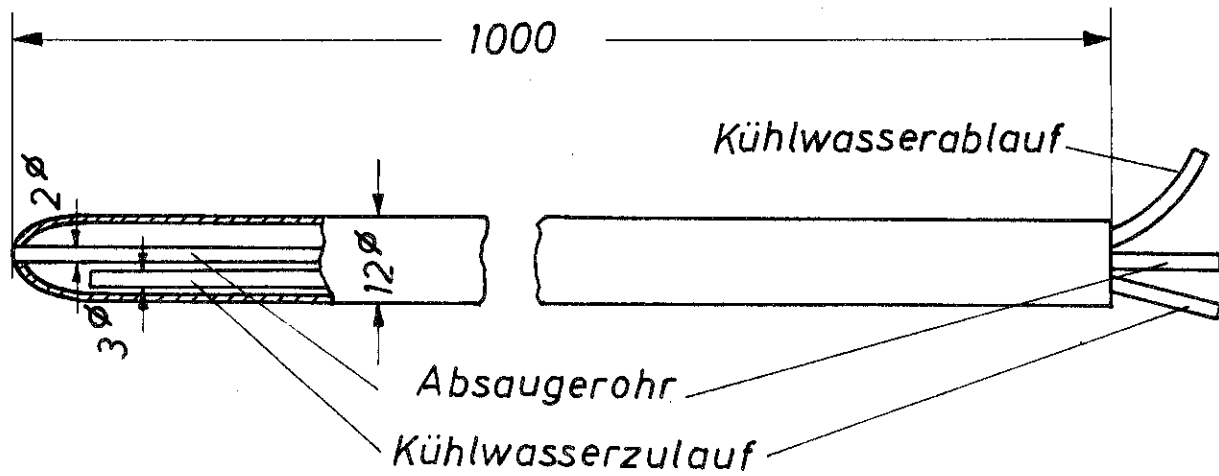 1000
Kühlwasserablauf
2⌀
12⌀
3⌀
Absaugerohr
Kühlwasserzulauf